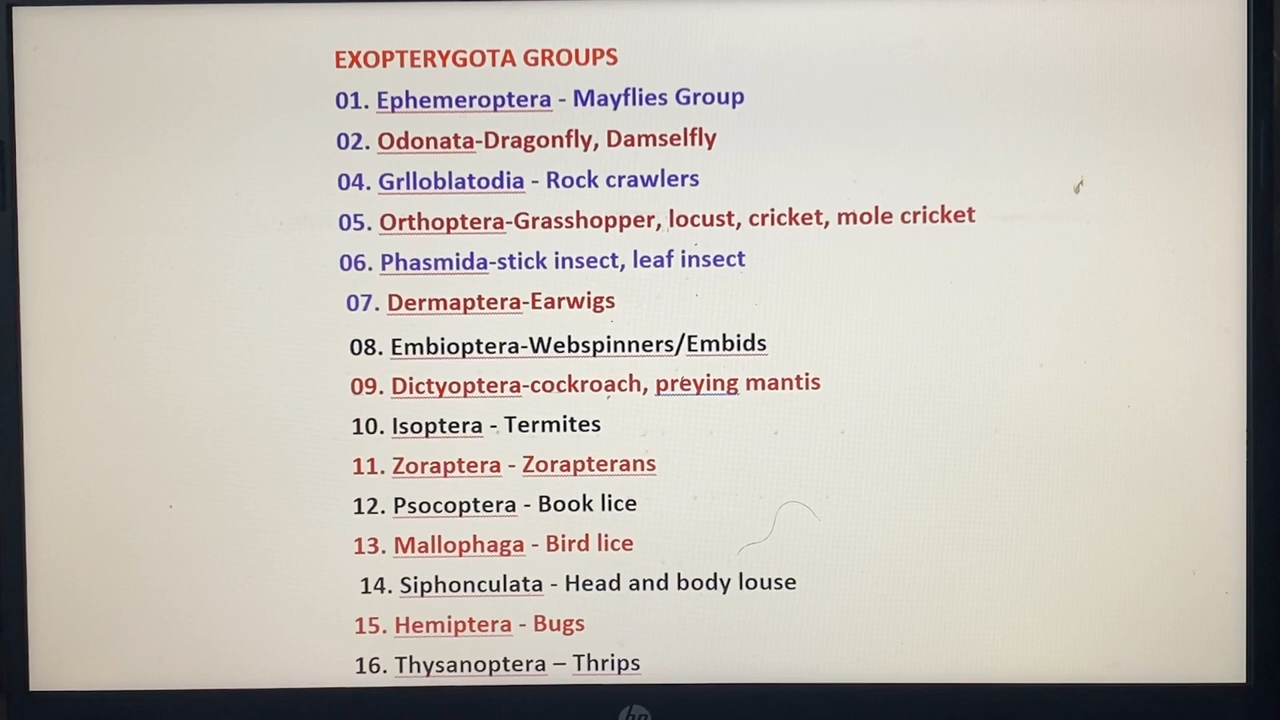 EXOPTERYGOTA GROUPS
01. Ephemeroptera - Mayflies Group
02. Odonata-Dragonfly, Damselfly
04. Grlloblatodia - Rock crawlers
05. Orthoptera-Grasshopper, locust, cricket, mole cricket
06. Phasmida-stick insect, leaf insect
07. Dermaptera-Earwigs
08. Embioptera-Webspinners/Embids
09. Dictyoptera-cockroach, preying mantis
10. Isoptera - Termites
11. Zoraptera - Zorapterans
12. Psocoptera - Book lice
13. Mallophaga - Bird lice
14. Siphonculata - Head and body louse
15. Hemiptera - Bugs
16. Thysanoptera – Thrips
hp